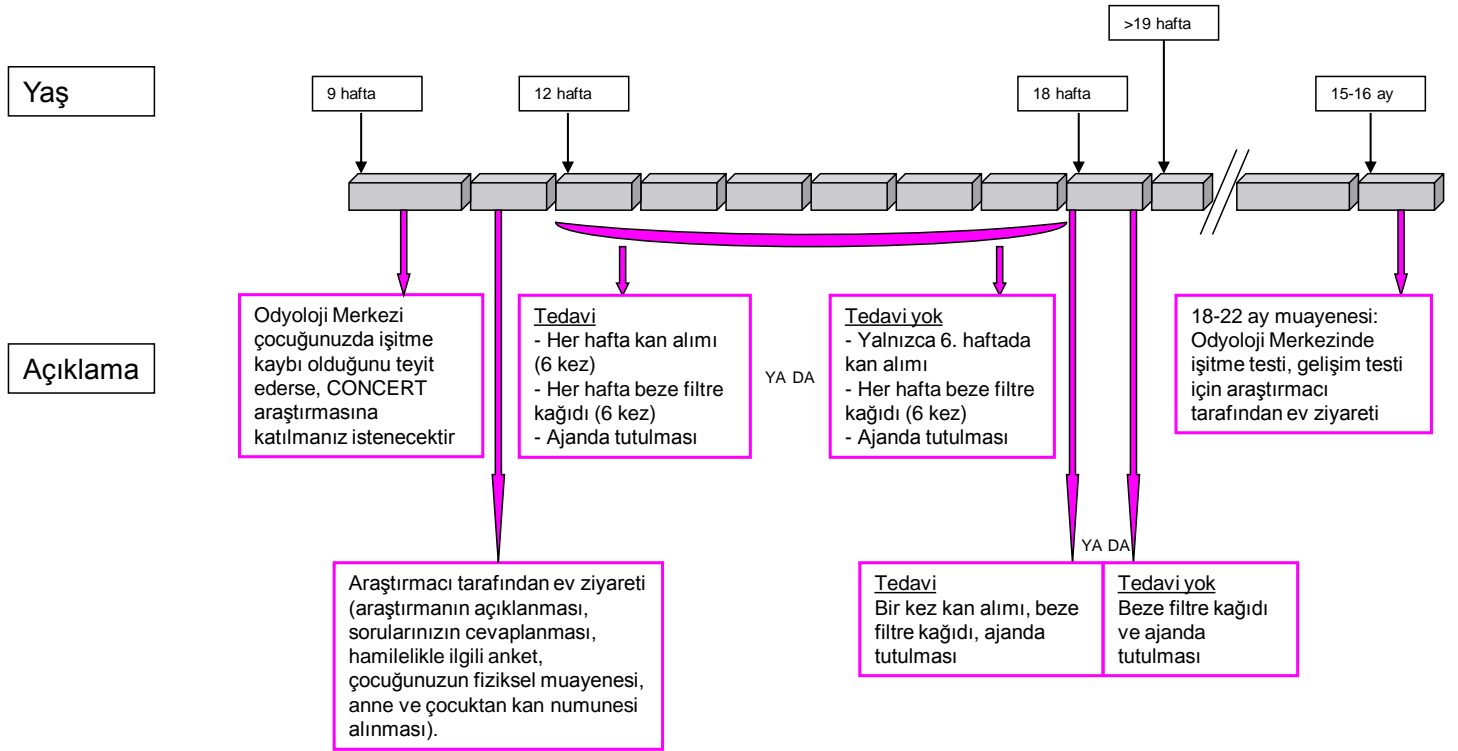 >19 hafta
Yaş
9 hafta
12 hafta
18 hafta
15-16 ay
Açıklama
Odyoloji Merkezi
çocuğunuzda işitme
kaybı olduğunu teyit
ederse, CONCERT
araştırmasına
katılmanız istenecektir
Tedavi
- Her hafta kan alımı
(6 kez)
- Her hafta beze filtre
kağıdı (6 kez)
- Ajanda tutulması
YA DA
Tedavi yok
- Yalnızca 6. haftada
kan alımı
- Her hafta beze filtre
kağıdı (6 kez)
- Ajanda tutulması
18-22 ay muayenesi:
Odyoloji Merkezinde
işitme testi, gelişim testi
için araştırmacı
tarafından ev ziyareti
Araştırmacı tarafından ev ziyareti
(araştırmanın açıklanması,
sorularınızın cevaplanması,
hamilelikle ilgili anket,
çocuğunuzun fiziksel muayenesi,
anne ve çocuktan kan numunesi
alınması).
YA DA
Tedavi
Bir kez kan alımı, beze
filtre kağıdı, ajanda
tutulması
Tedavi yok
Beze filtre kağıdı
ve ajanda
tutulması